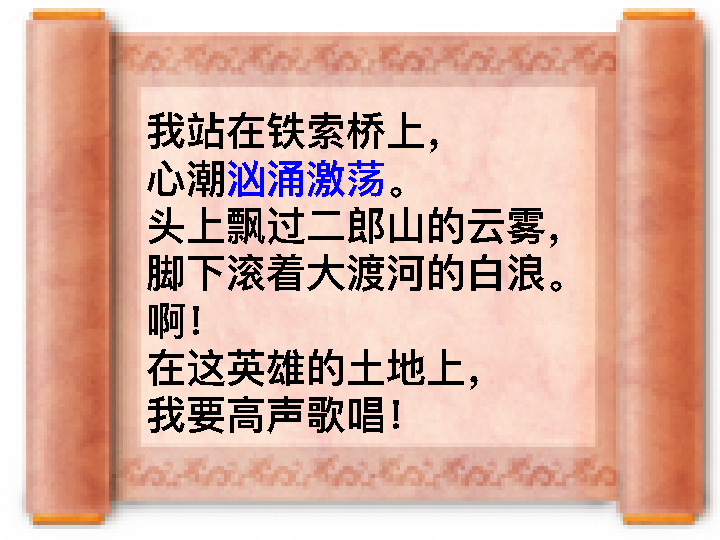 我站在铁索桥上，
心潮汹涌激荡。
头上飘过二郎山的云雾，
脚下滚着大渡河的白浪。
啊！
在这英雄的土地上，
我要高声歌唱！